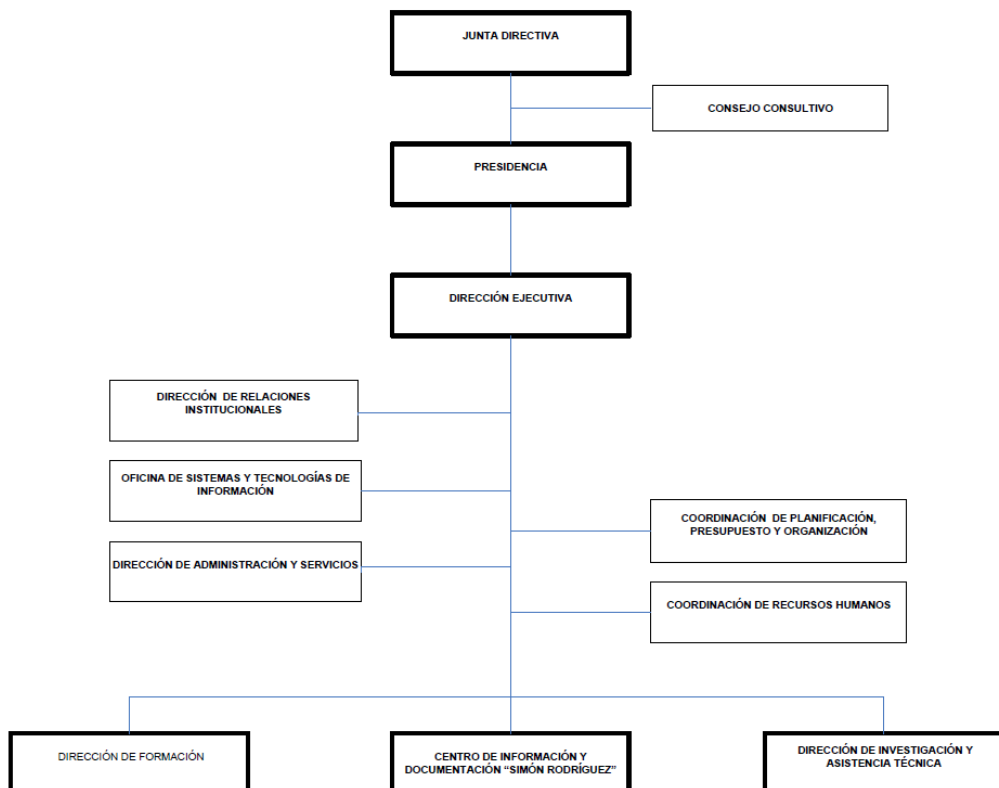 JUNTA DIRECTIVA
CONSEJO CONSULTIVO
PRESIDENCIA
DIRECCIÓN EJECUTIVA
DIRECCIÓN DE RELACIONES
INSTITUCIONALES
OFICINA DE SISTEMAS Y TECNOLOGÍAS DE
INFORMACIÓN
COORDINACIÓN DE PLANIFICACIÓN,
PRESUPUESTO Y ORGANIZACIÓN
DIRECCIÓN DE ADMINISTRACIÓN Y SERVICIOS
COORDINACIÓN DE RECURSOS HUMANOS
DIRECCIÓN DE FORMACIÓN
CENTRO DE INFORMACIÓN Y
DOCUMENTACIÓN “SIMÓN RODRÍGUEZ”
DIRECCIÓN DE INVESTIGACIÓN Y
ASISTENCIA TÉCNICA